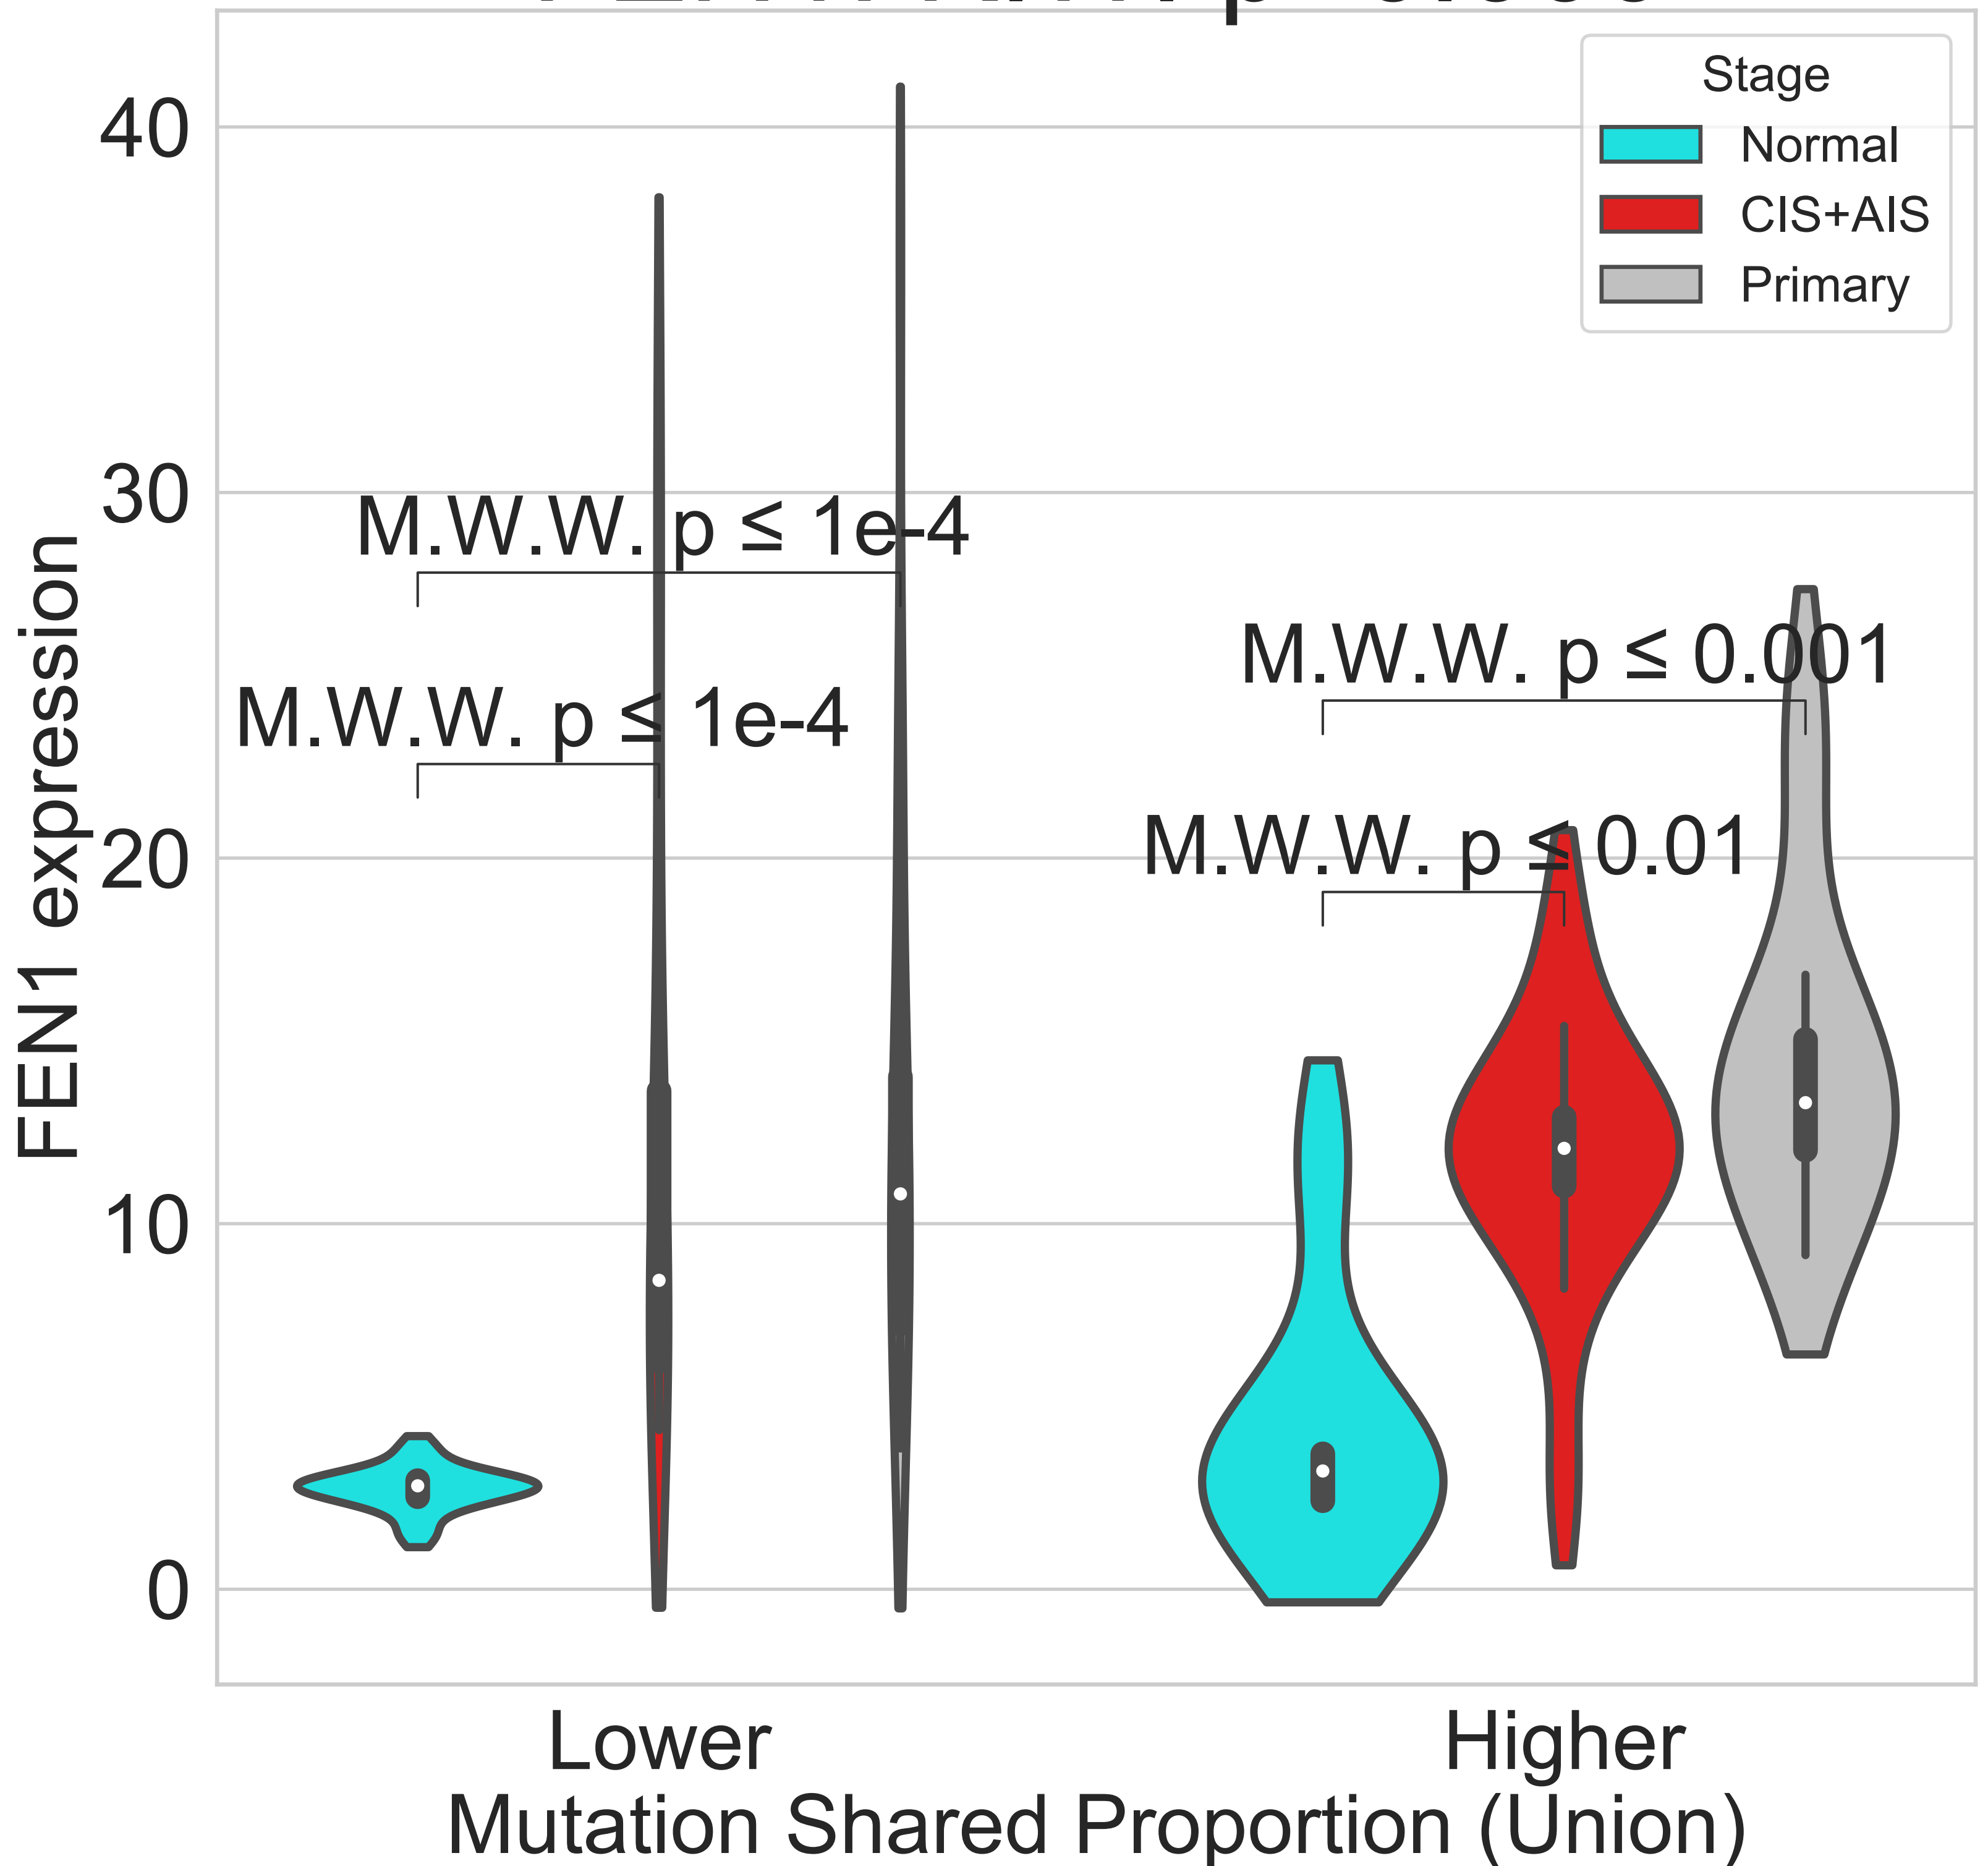 Stage
Normal
CIS+AIS
Primary
40
30
20
10
0
FEN1 expression
M.W.W. p ≤ 1e-4
M.W.W. p ≤ 1e-4
M.W.W. p ≤ 0.001
M.W.W. p ≤ 0.01
Lower
Higher
Mutation Shared Proportion (Union)